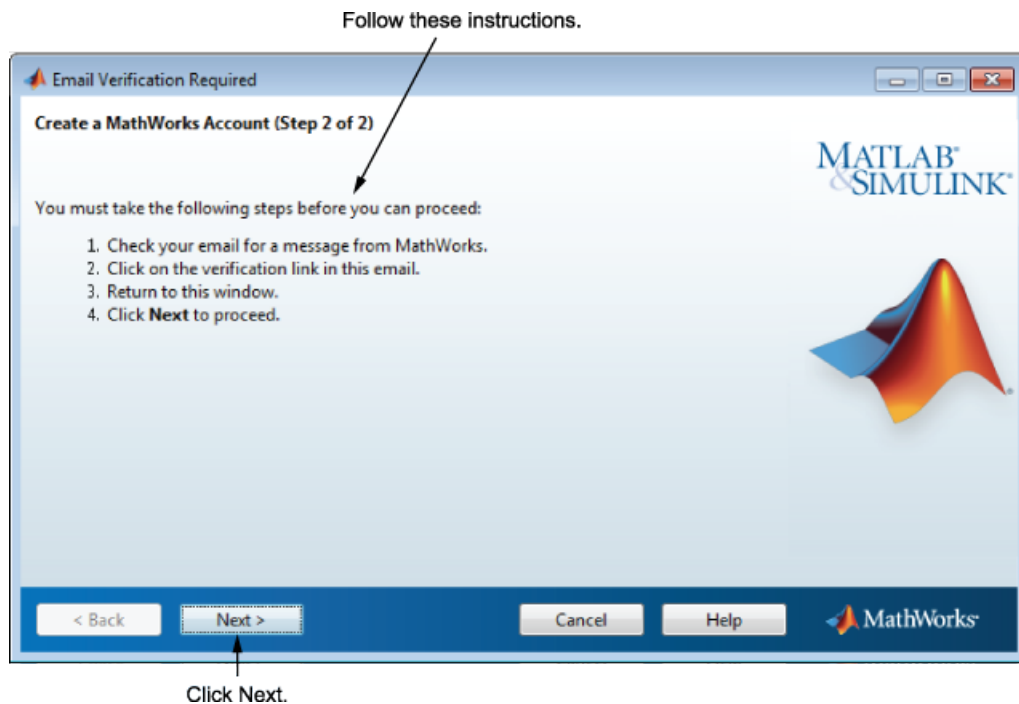 Follow these instructions.
Email Verification Required
Create a MathWorks Account (Step 2 of 2)
MATLAB®
&SIMULINK®
You must take the following steps before you can proceed:
1. Check your email for a message from MathWorks.
2. Click on the verification link in this email.
3. Return to this window.
4. Click Next to proceed.
®
< Back Next > Cancel Help MathWorks®
Click Next.